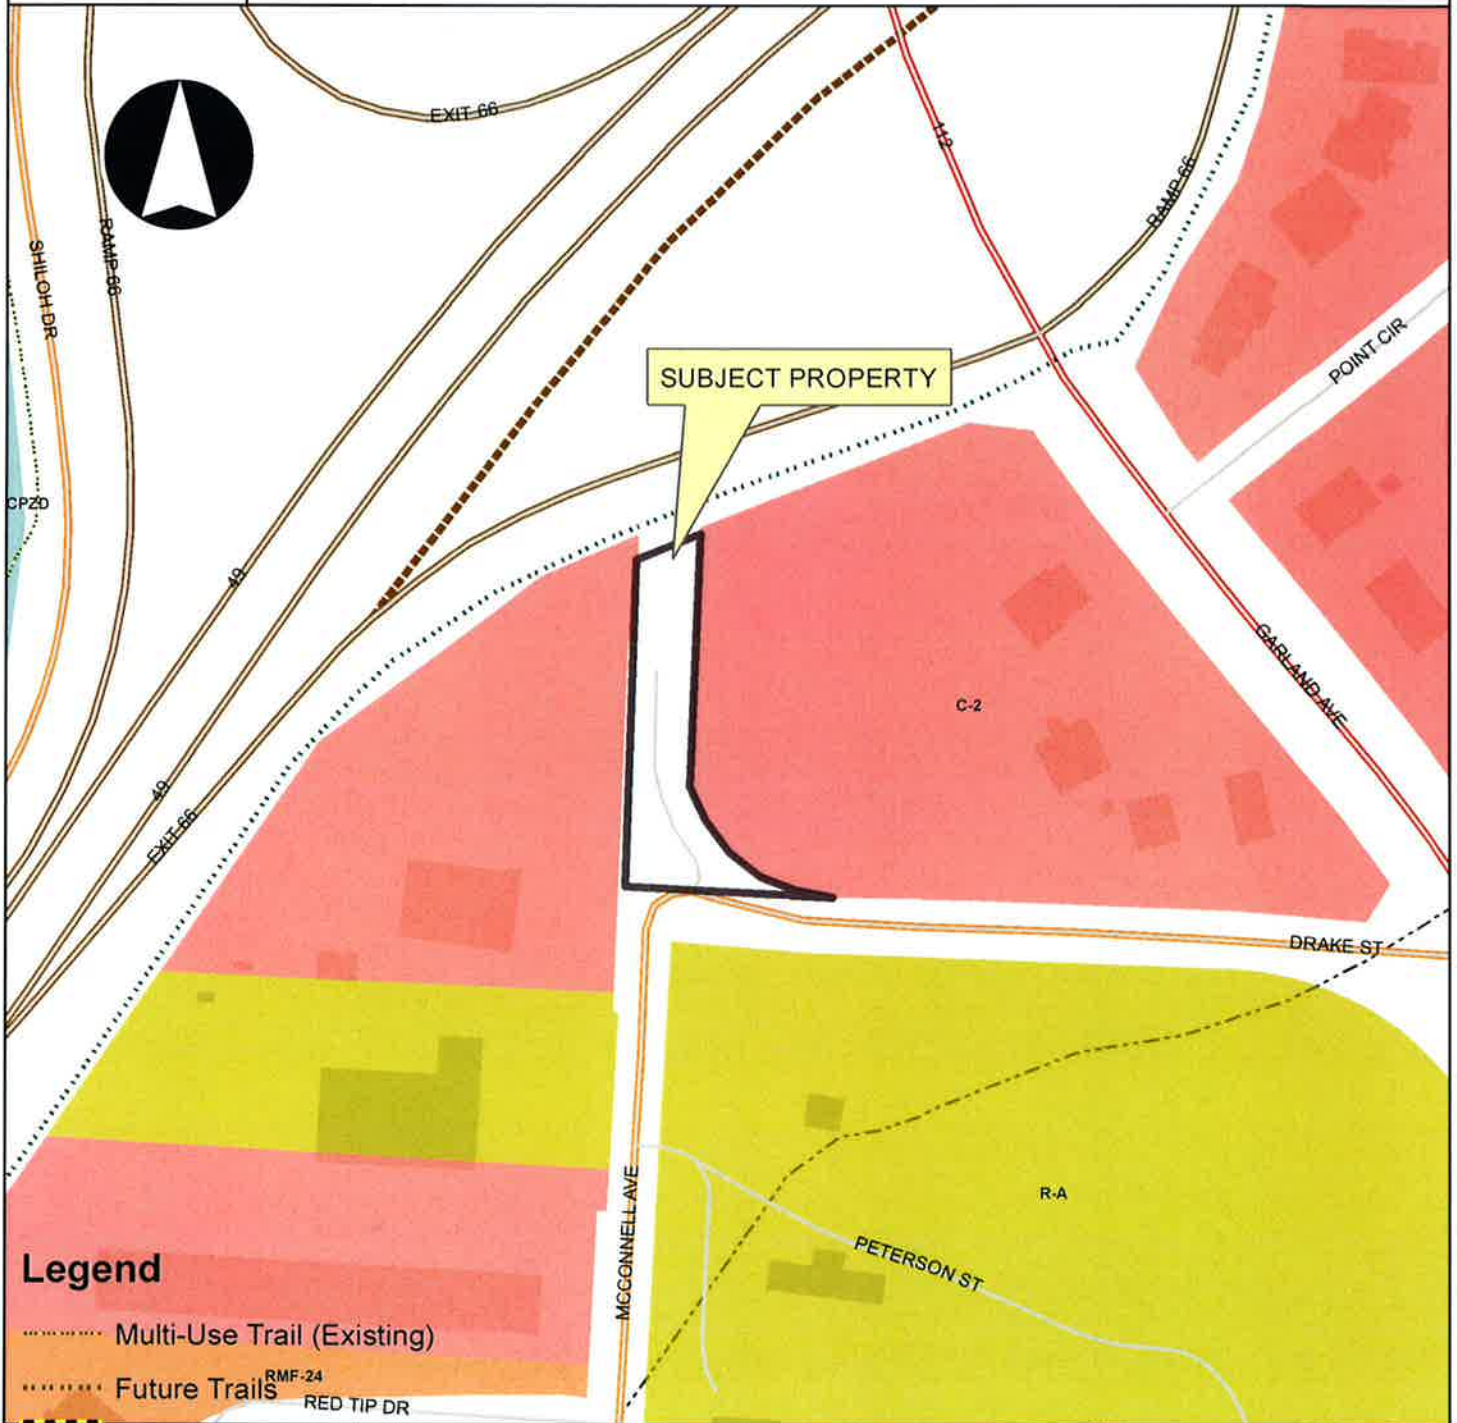 EXIT 66
112
RAMP 66
RAMP 66
SHILOH DR
POINT CIR
SUBJECT PROPERTY
CPZD
49
GARLAND AVE
C-2
49
EXIT 66
DRAKE ST
R-A
MCCONNELL AVE
PETERSON ST
Legend
Multi-Use Trail (Existing)
RMF-24
Future Trails
RED TIP DR